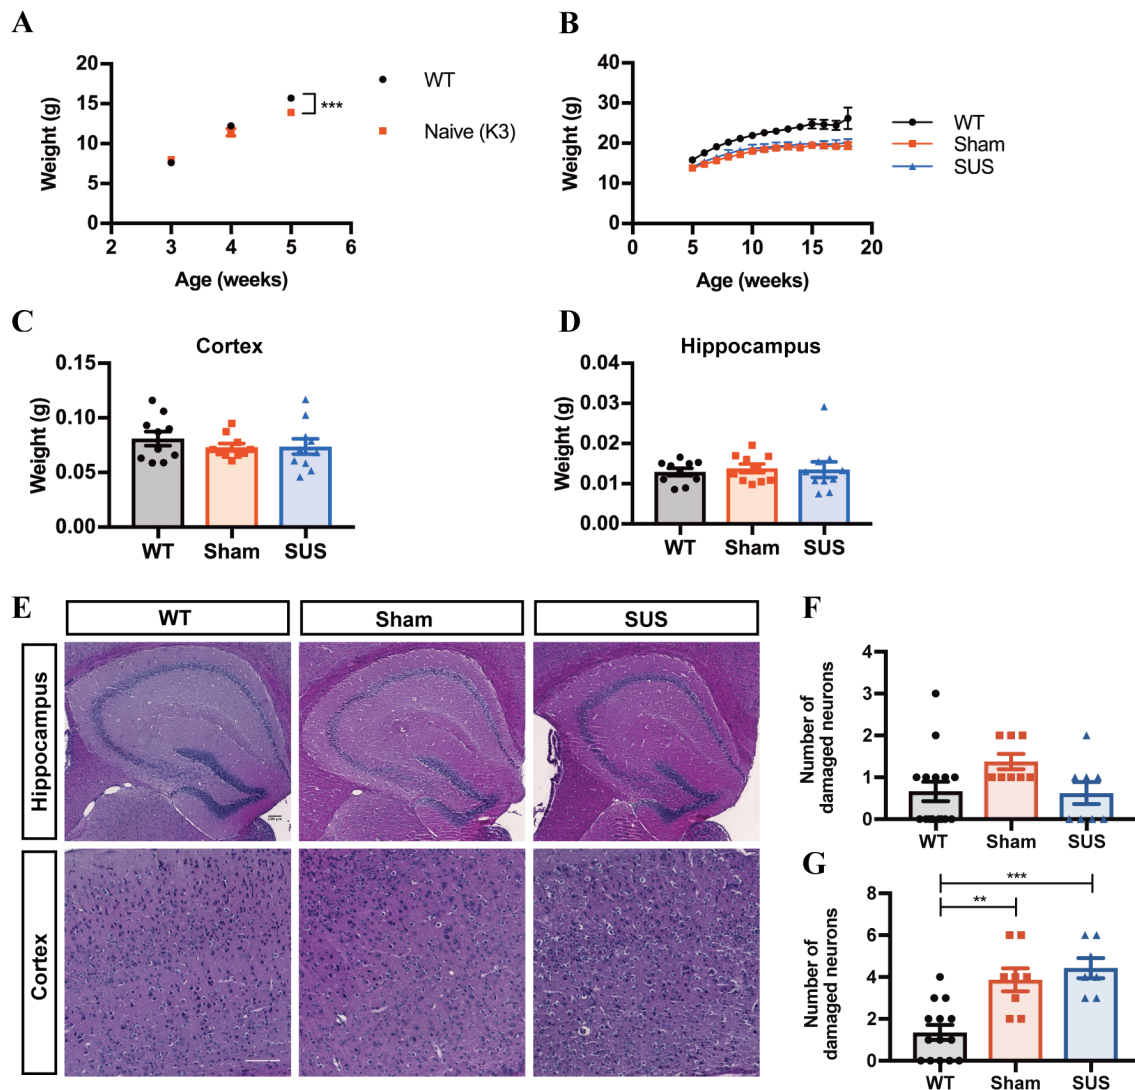 A
20
15
10
5
0
Weight (g)
2 3 4 5 6
Age (weeks)
WT
Naive (K3)
***
B
40
30
20
10
0
Weight (g)
0 5 10 15 20
Age (weeks)
WT
Sham
SUS
C
Cortex
0.15
0.10
0.05
0.00
Weight (g)
WT Sham SUS
D
Hippocampus
0.04
0.03
0.02
0.01
0.00
Weight (g)
WT Sham SUS
E
WT Sham SUS
Hippocampus
Cortex
100 µm
F
4
3
2
1
0
Number of
damaged neurons
WT Sham SUS
G
8
6
4
2
0
Number of
damaged neurons
***
**
WT Sham SUS